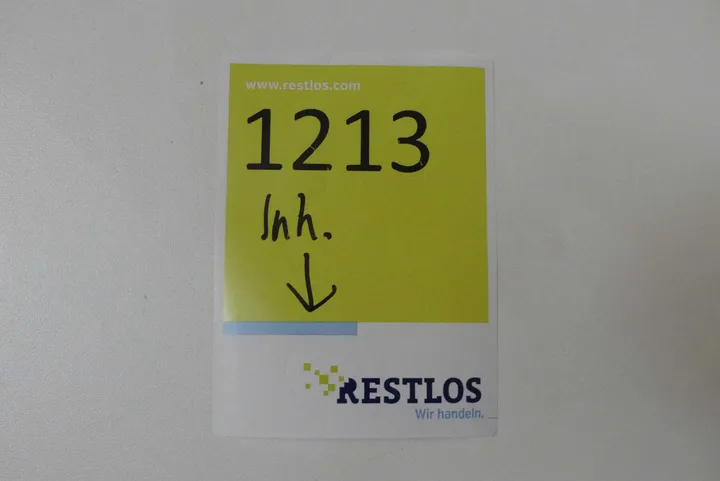 www.restlos.com
1213
Inh.
RESTLOS
Wir handeln.